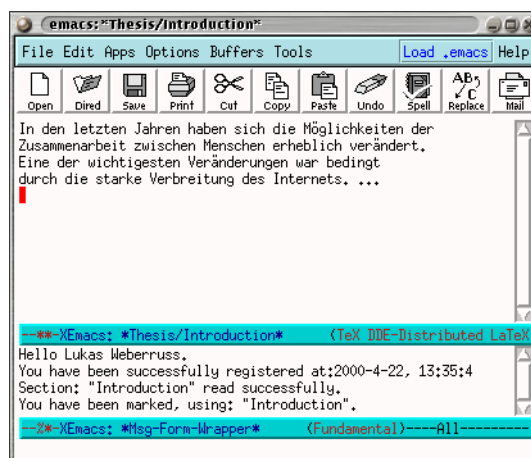 emacs:*Thesis/Introduction*
File Edit Apps Options Buffers Tools Load .emacs Help
Open Dired Save Print Cut Copy Paste Undo Spell Replace Mail
In den letzten Jahren haben sich die Möglichkeiten der
Zusammenarbeit zwischen Menschen erheblich verändert.
Eine der wichtigesten Veränderungen war bedingt
durch die starke Verbreitung des Internets. ...
--**-XEmacs: *Thesis/Introduction* (TeX DDE-Distributed LaTeX
Hello Lukas Weberruss.
You have been successfully registered at:2000-4-22, 13:35:4
Section: "Introduction" read successfully.
You have been marked, using: "Introduction".
--%*-XEmacs: *Msg-Form-Wrapper* (Fundamental)----All----------